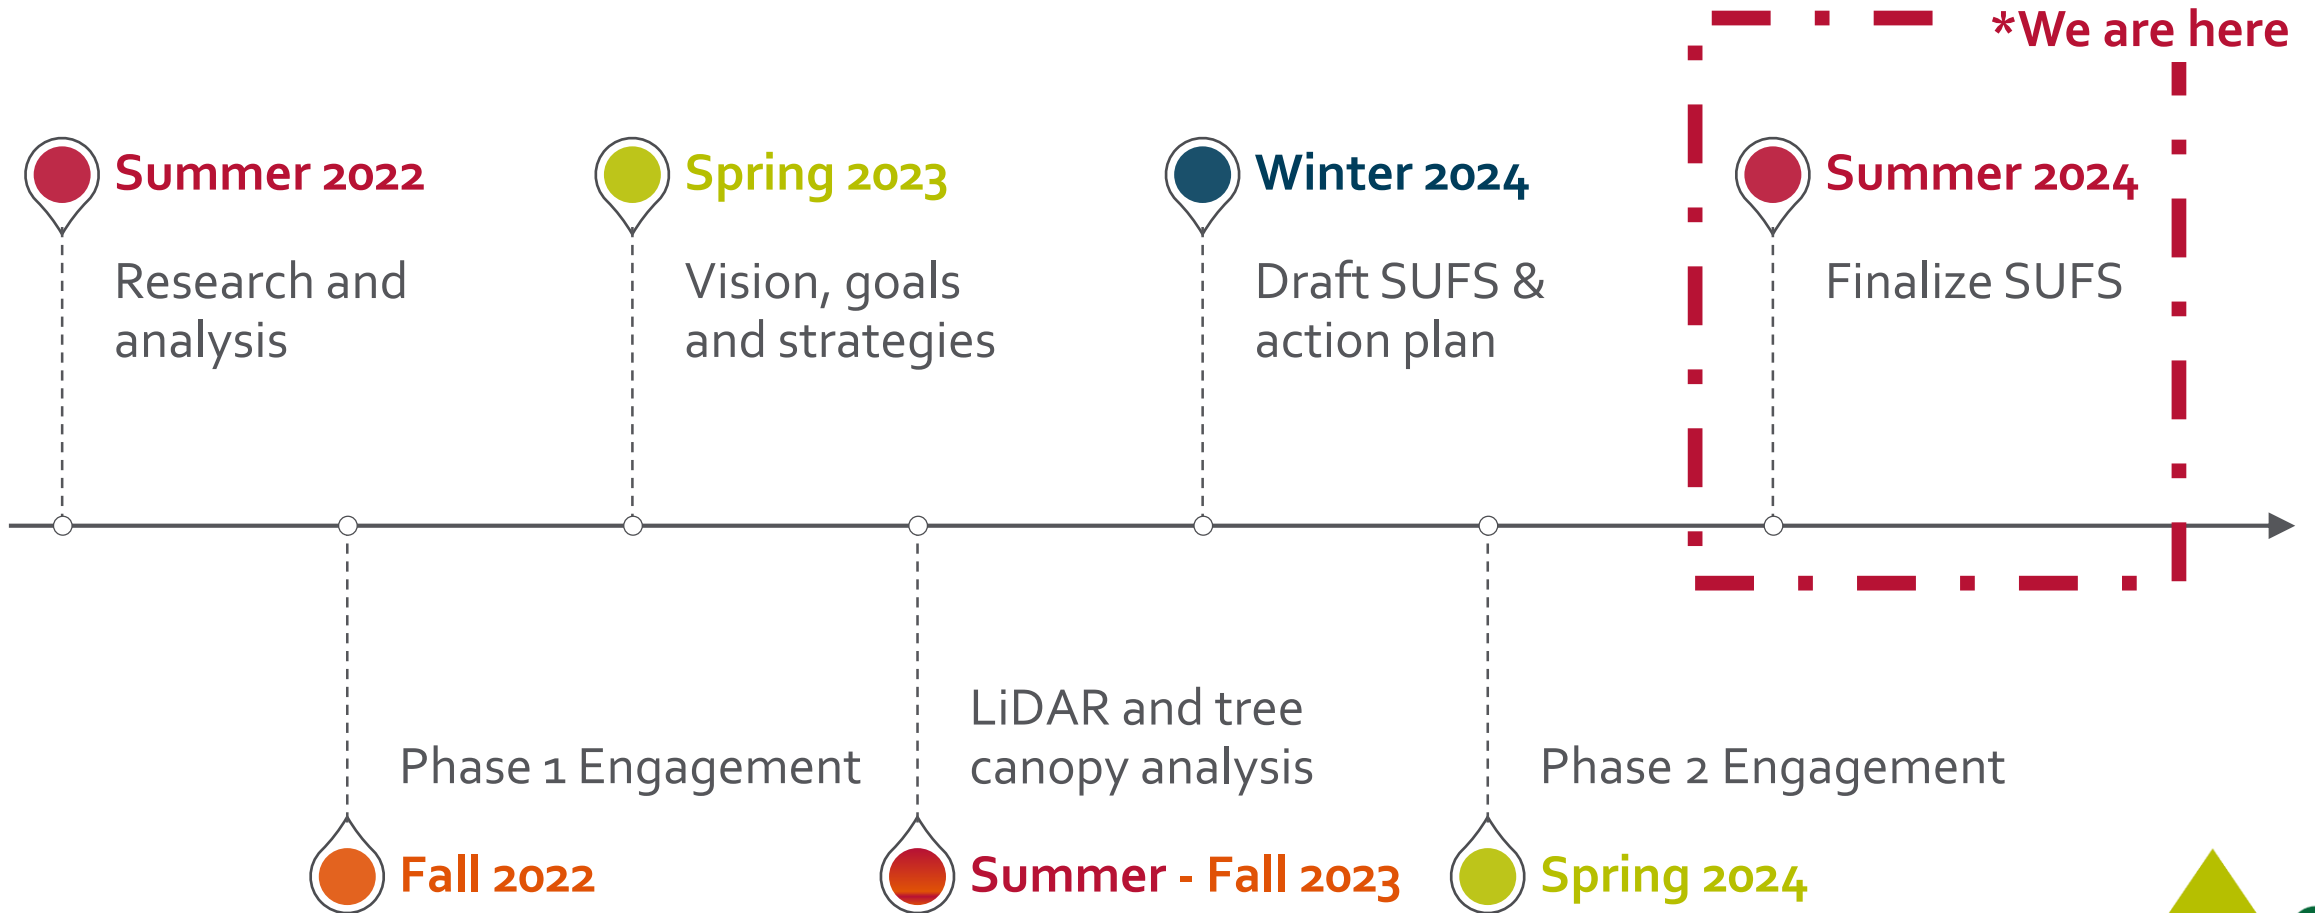 *We are here
Summer 2022
Research and
analysis
Spring 2023
Vision, goals
and strategies
Winter 2024
Draft SUFS &
action plan
Summer 2024
Finalize SUFS
Phase 1 Engagement
Fall 2022
LiDAR and tree
canopy analysis
Summer - Fall 2023
Phase 2 Engagement
Spring 2024